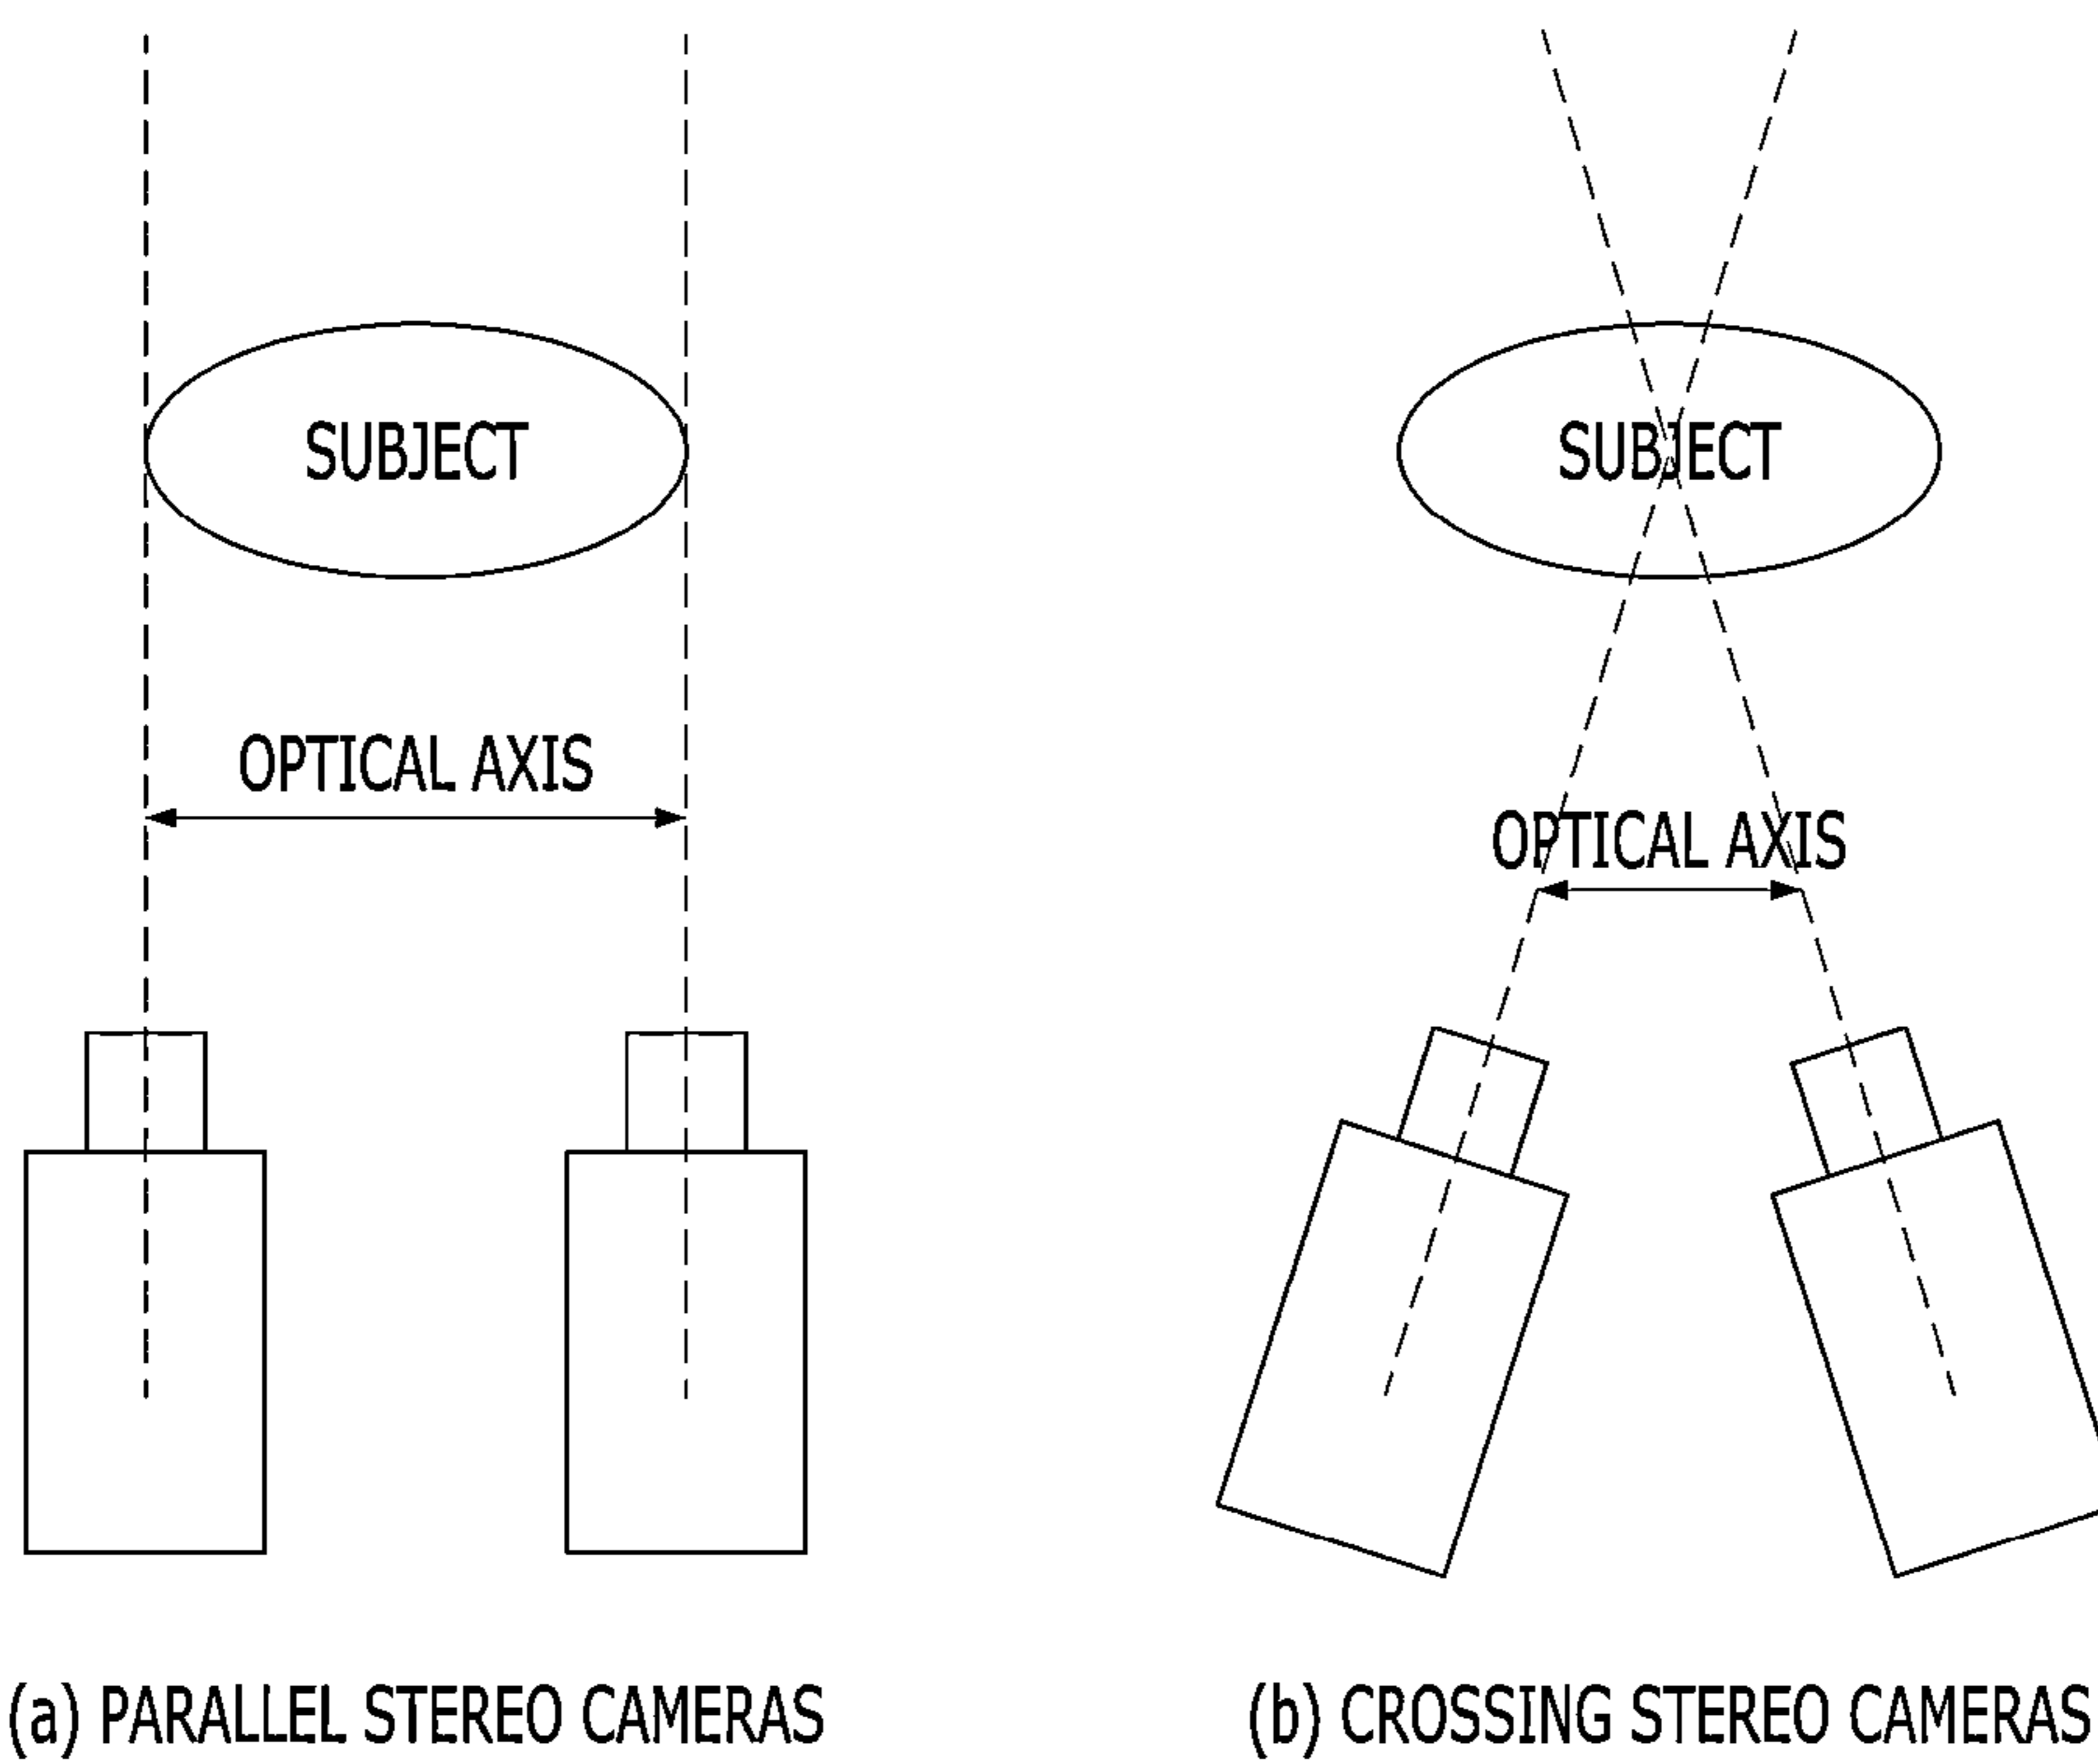 SUBJECT
OPTICAL AXIS
(a) PARALLEL STEREO CAMERAS
SUBJECT
OPTICAL AXIS
(b) CROSSING STEREO CAMERAS